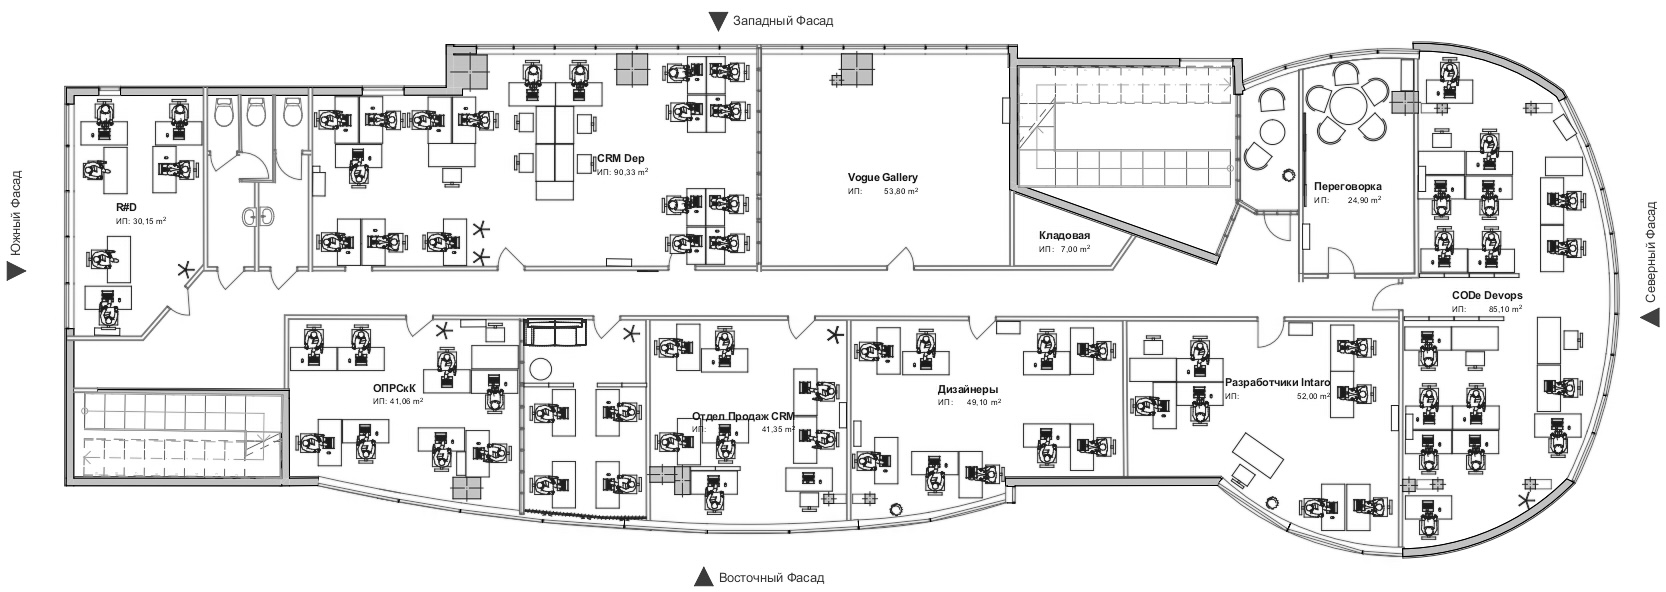 Западный Фасад
Южный Фасад
R#D
ИП: 30,15 m²
CRM Dep
ИП: 90,33 m²
Vogue Gallery
ИП: 53,80 m²
Кладовая
ИП: 7,00 m²
Переговорка
ИП: 24,90 m²
CODe Devops
ИП: 85,10 m²
Северный Фасад
ОПРСкК
ИП: 41,06 m²
Отдел Продаж CRM
ИП: 41,35 m²
Дизайнеры
ИП: 49,10 m²
Разработчики Intaro
ИП: 52,00 m²
Восточный Фасад